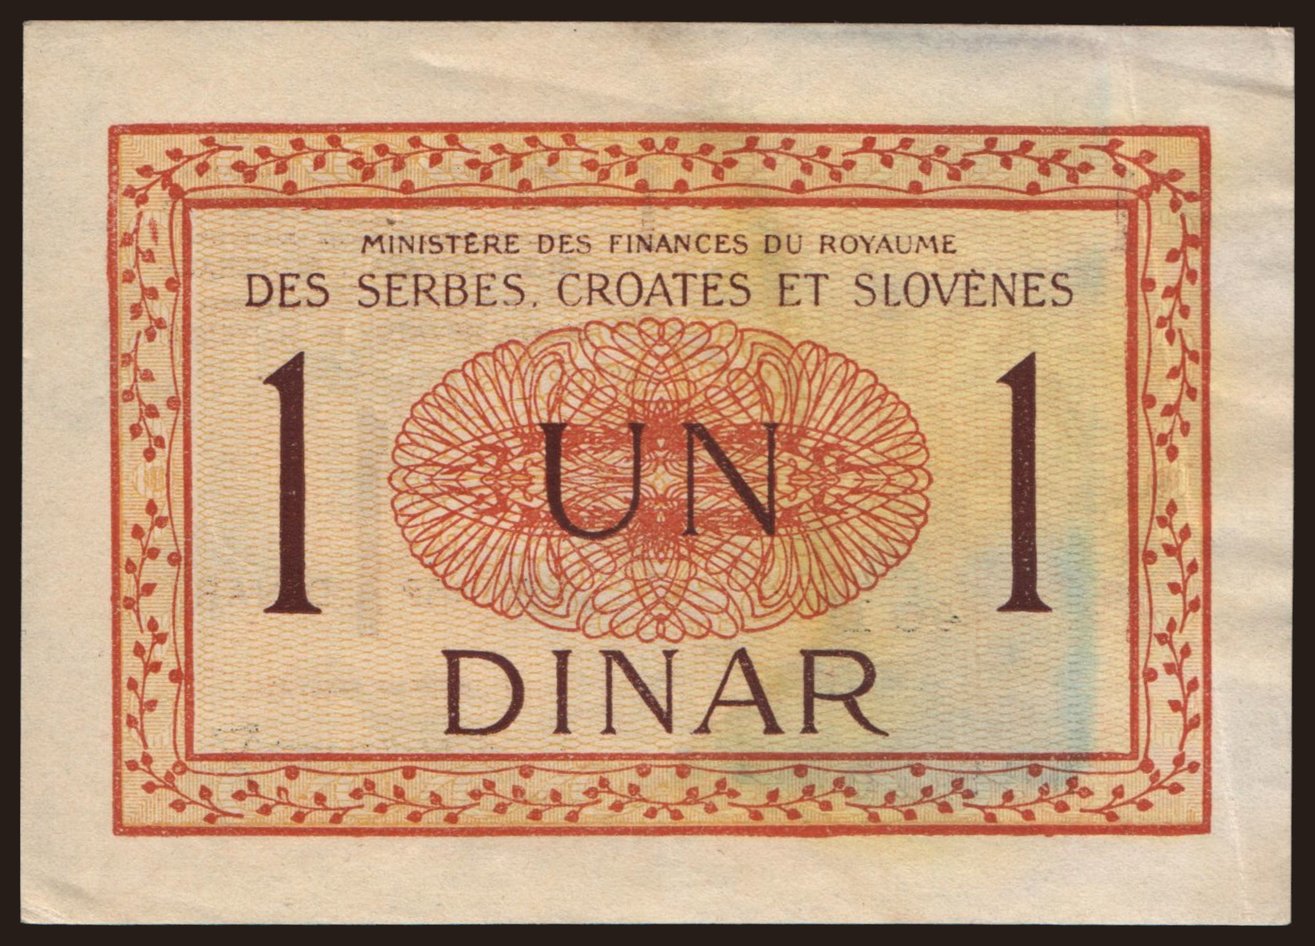 MINISTÈRE DES FINANCES DU ROYAUME
DES SERBES, CROATES ET SLOVÈNES
1 UN 1
DINAR